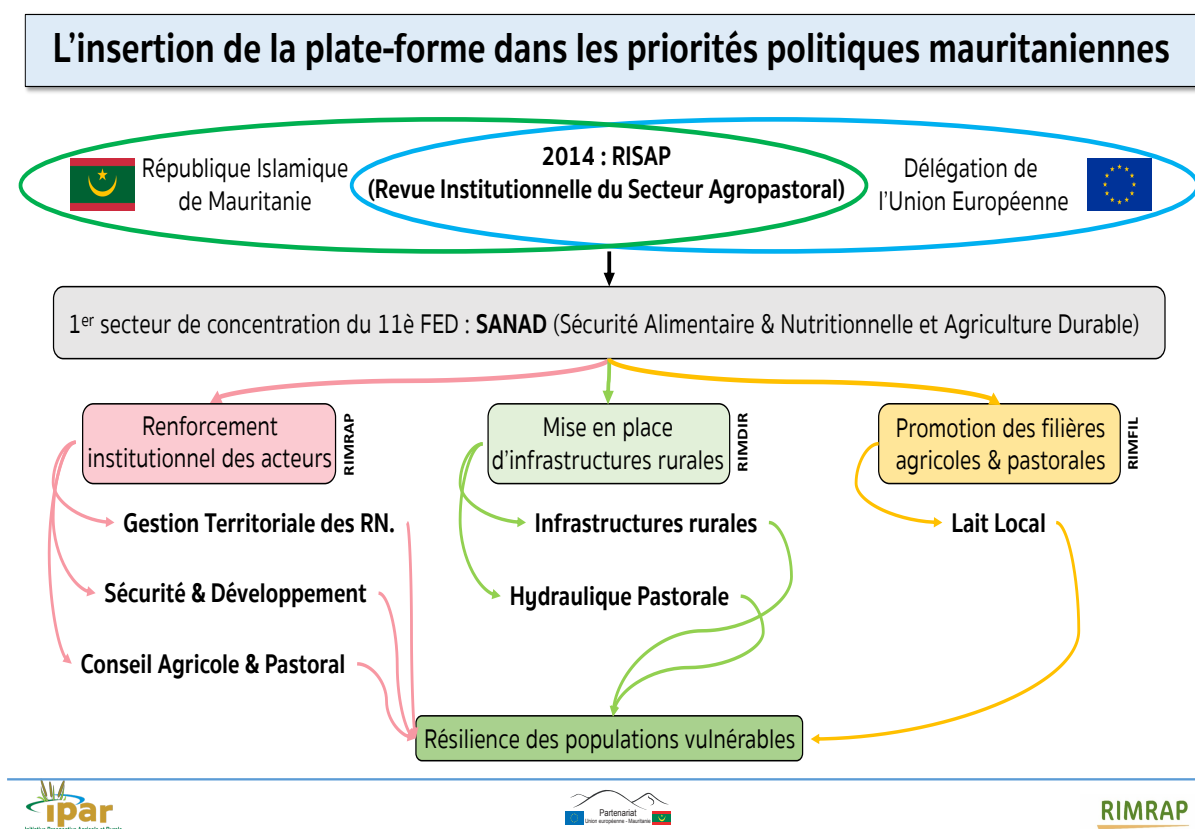 L'insertion de la plate-forme dans les priorités politiques mauritaniennes
République Islamique
de Mauritanie
2014 : RISAP
(Revue Institutionnelle du Secteur Agropastoral)
Délégation de
l'Union Européenne
1er secteur de concentration du 11è FED : SANAD (Sécurité Alimentaire & Nutritionnelle et Agriculture Durable)
Renforcement
institutionnel des acteurs
RIMRAP
Mise en place
d'infrastructures rurales
RIMDIR
Promotion des filières
agricoles & pastorales
RIMFIL
Gestion Territoriale des RN.
Infrastructures rurales
Lait Local
Sécurité & Développement
Hydraulique Pastorale
Conseil Agricole & Pastoral
Résilience des populations vulnérables
ipar
Partenariat
Union européenne - Mauritanie
RIMRAP